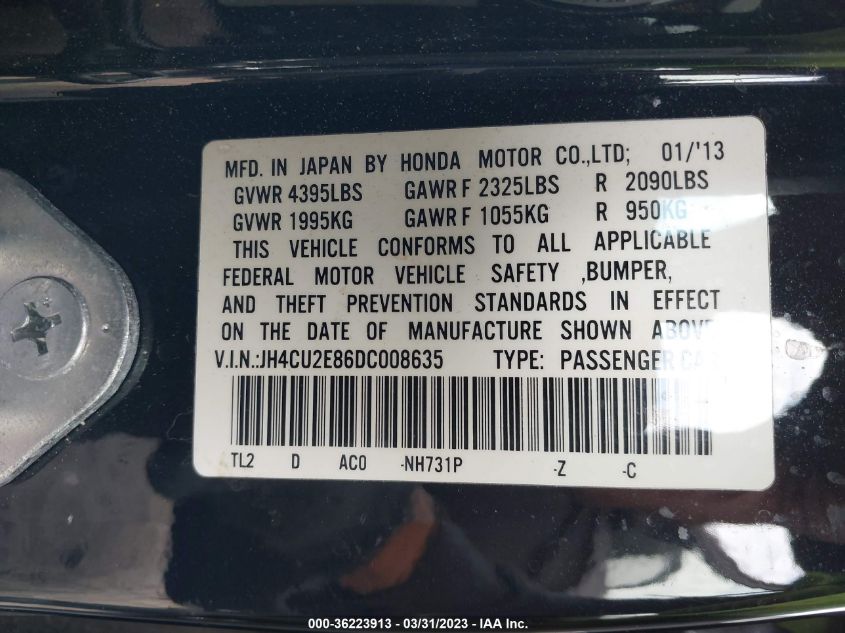 MFD. IN JAPAN BY HONDA MOTOR CO.,LTD; 01/'13
GVWR 4395LBS GAWR F 2325LBS R 2090LBS
GVWR 1995KG GAWR F 1055KG R 950KG
THIS VEHICLE CONFORMS TO ALL APPLICABLE
FEDERAL MOTOR VEHICLE SAFETY ,BUMPER,
AND THEFT PREVENTION STANDARDS IN EFFECT
ON THE DATE OF MANUFACTURE SHOWN ABOVE
V.I.N.:JH4CU2E86DC008635 TYPE: PASSENGER CAR
TL2 D AC0 -NH731P -Z -C
000-36223913 - 03/31/2023 - IAA Inc.